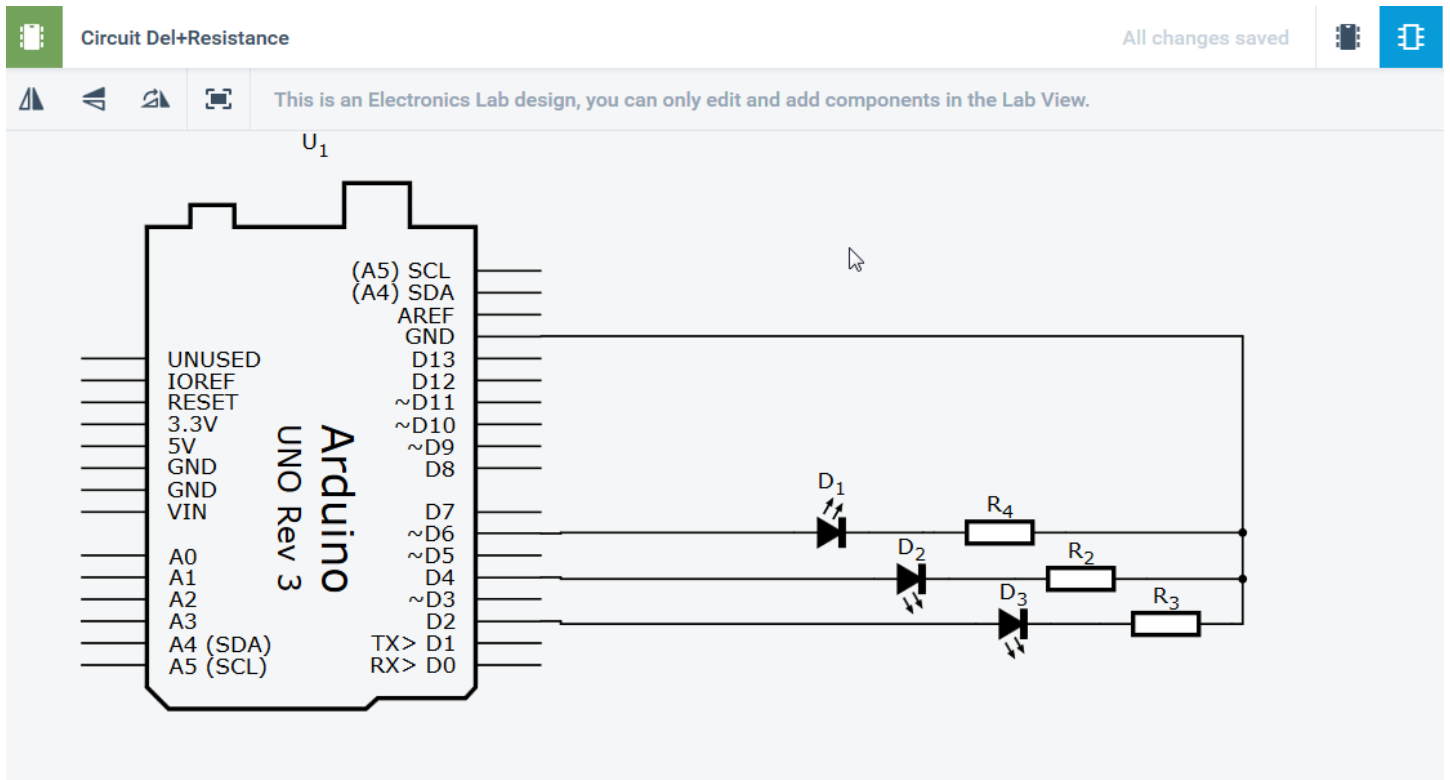 Circuit Del+Resistance
All changes saved
This is an Electronics Lab design, you can only edit and add components in the Lab View.
U1
(A5) SCL
(A4) SDA
AREF
GND
D13
D12
~D11
~D10
~D9
D8
D7
~D6
~D5
D4
~D3
D2
TX> D1
RX> D0
UNUSED
IOREF
RESET
3.3V
5V
GND
GND
VIN
A0
A1
A2
A3
A4 (SDA)
A5 (SCL)
Arduino
UNO Rev 3
D1
R4
D2
R2
D3
R3